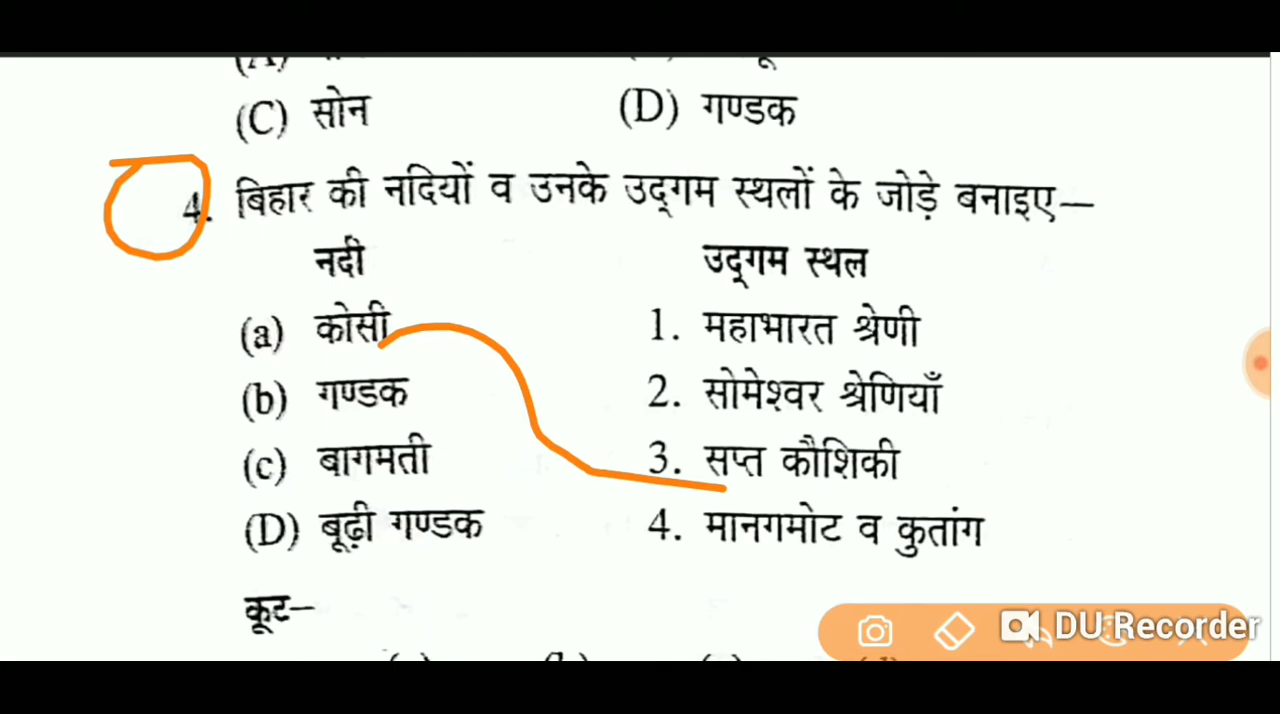 (C) सोन (D) गण्डक
4. बिहार की नदियों व उनके उद्गम स्थलों के जोड़े बनाइए—
नदी उद्गम स्थल
(a) कोसी 1. महाभारत श्रेणी
(b) गण्डक 2. सोमेश्वर श्रेणियाँ
(c) बागमती 3. सप्त कौशिकी
(D) बूढ़ी गण्डक 4. मानगमोट व कुतांग
कूट—
DU Recorder